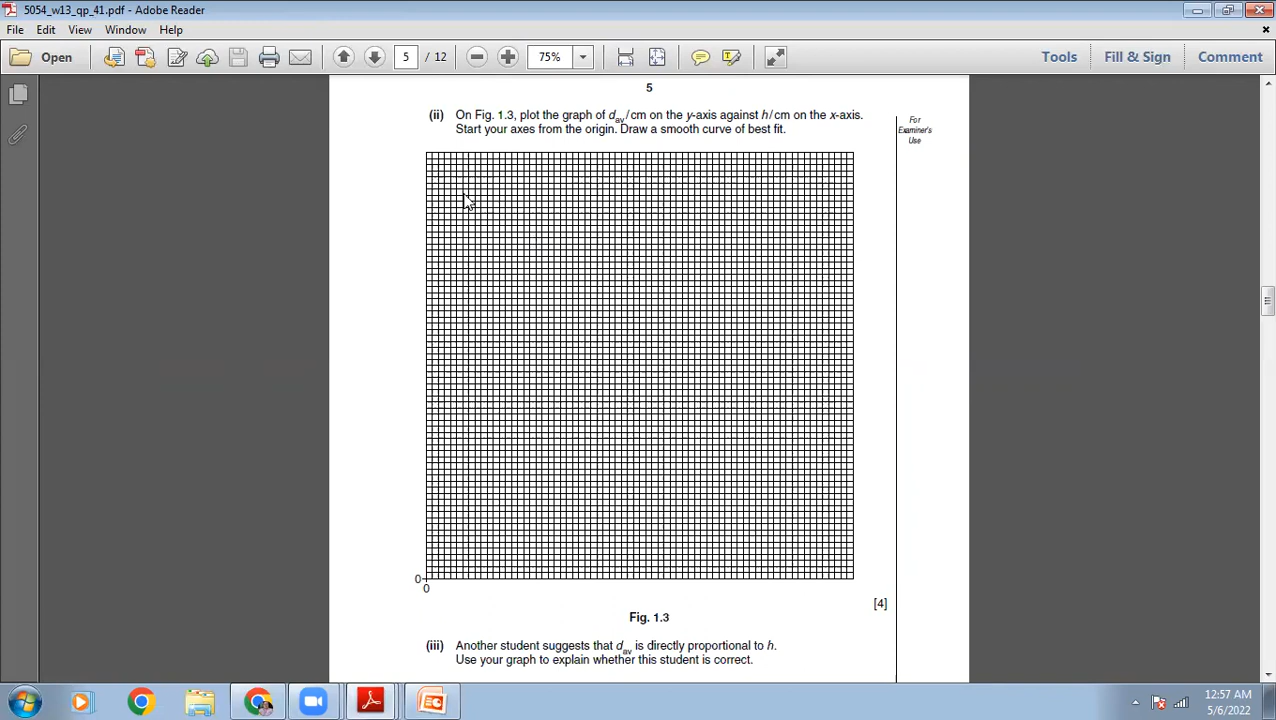 5054_w13_qp_41.pdf - Adobe Reader
File Edit View Window Help
Open 5 / 12 75% Tools Fill & Sign Comment
5
(ii) On Fig. 1.3, plot the graph of dav/cm on the y-axis against h/cm on the x-axis.
Start your axes from the origin. Draw a smooth curve of best fit.
For
Examiner's
Use
0
0
[4]
Fig. 1.3
(iii) Another student suggests that dav is directly proportional to h.
Use your graph to explain whether this student is correct.
12:57 AM
5/6/2022